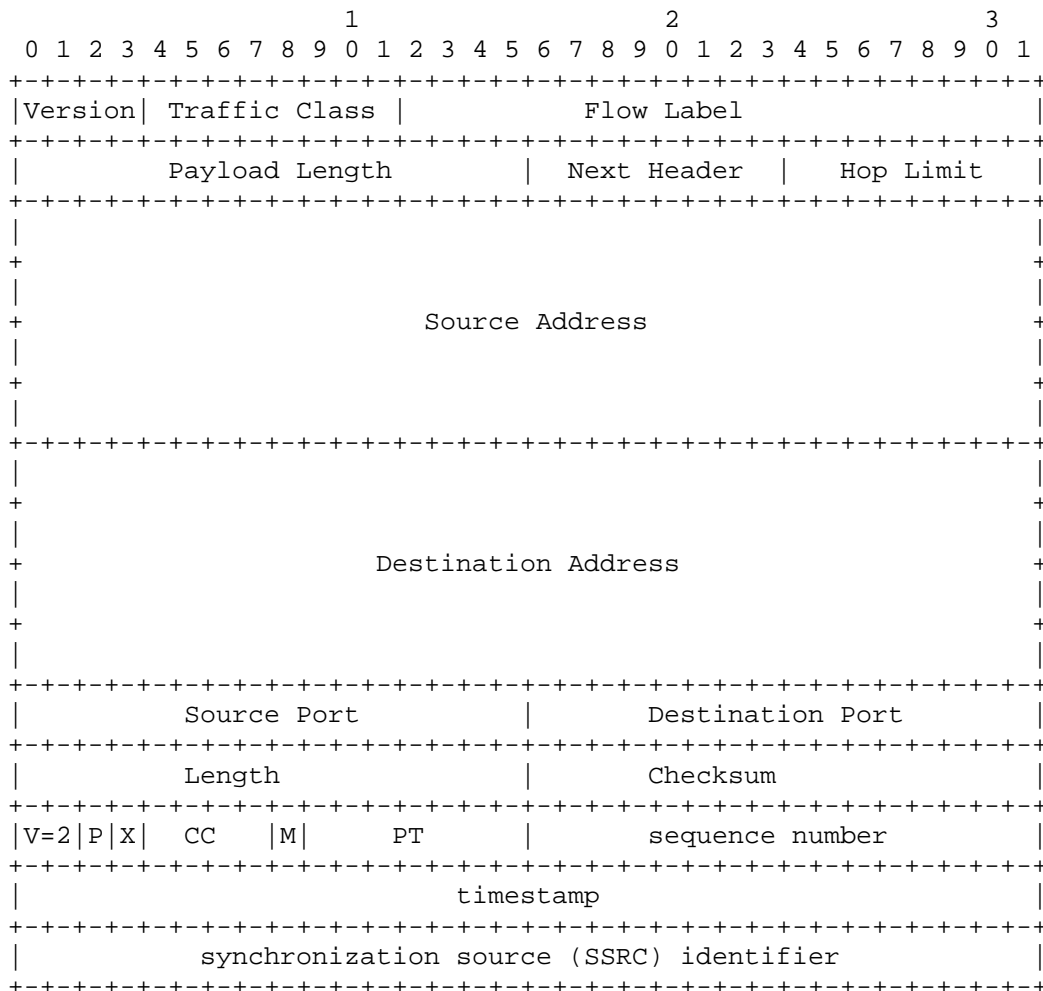 1                   2                   3
 0 1 2 3 4 5 6 7 8 9 0 1 2 3 4 5 6 7 8 9 0 1 2 3 4 5 6 7 8 9 0 1
+-+-+-+-+-+-+-+-+-+-+-+-+-+-+-+-+-+-+-+-+-+-+-+-+-+-+-+-+-+-+-+-+
|Version| Traffic Class |           Flow Label                  |
+-+-+-+-+-+-+-+-+-+-+-+-+-+-+-+-+-+-+-+-+-+-+-+-+-+-+-+-+-+-+-+-+
|         Payload Length        |  Next Header  |   Hop Limit   |
+-+-+-+-+-+-+-+-+-+-+-+-+-+-+-+-+-+-+-+-+-+-+-+-+-+-+-+-+-+-+-+-+
|                                                               |
+                                                               +
|                                                               |
+                         Source Address                        +
|                                                               |
+                                                               +
|                                                               |
+-+-+-+-+-+-+-+-+-+-+-+-+-+-+-+-+-+-+-+-+-+-+-+-+-+-+-+-+-+-+-+-+
|                                                               |
+                                                               +
|                                                               |
+                      Destination Address                      +
|                                                               |
+                                                               +
|                                                               |
+-+-+-+-+-+-+-+-+-+-+-+-+-+-+-+-+-+-+-+-+-+-+-+-+-+-+-+-+-+-+-+-+
|          Source Port          |       Destination Port        |
+-+-+-+-+-+-+-+-+-+-+-+-+-+-+-+-+-+-+-+-+-+-+-+-+-+-+-+-+-+-+-+-+
|          Length               |       Checksum                |
+-+-+-+-+-+-+-+-+-+-+-+-+-+-+-+-+-+-+-+-+-+-+-+-+-+-+-+-+-+-+-+-+
|V=2|P|X|  CC   |M|     PT      |       sequence number         |
+-+-+-+-+-+-+-+-+-+-+-+-+-+-+-+-+-+-+-+-+-+-+-+-+-+-+-+-+-+-+-+-+
|                           timestamp                           |
+-+-+-+-+-+-+-+-+-+-+-+-+-+-+-+-+-+-+-+-+-+-+-+-+-+-+-+-+-+-+-+-+
|           synchronization source (SSRC) identifier            |
+-+-+-+-+-+-+-+-+-+-+-+-+-+-+-+-+-+-+-+-+-+-+-+-+-+-+-+-+-+-+-+-+